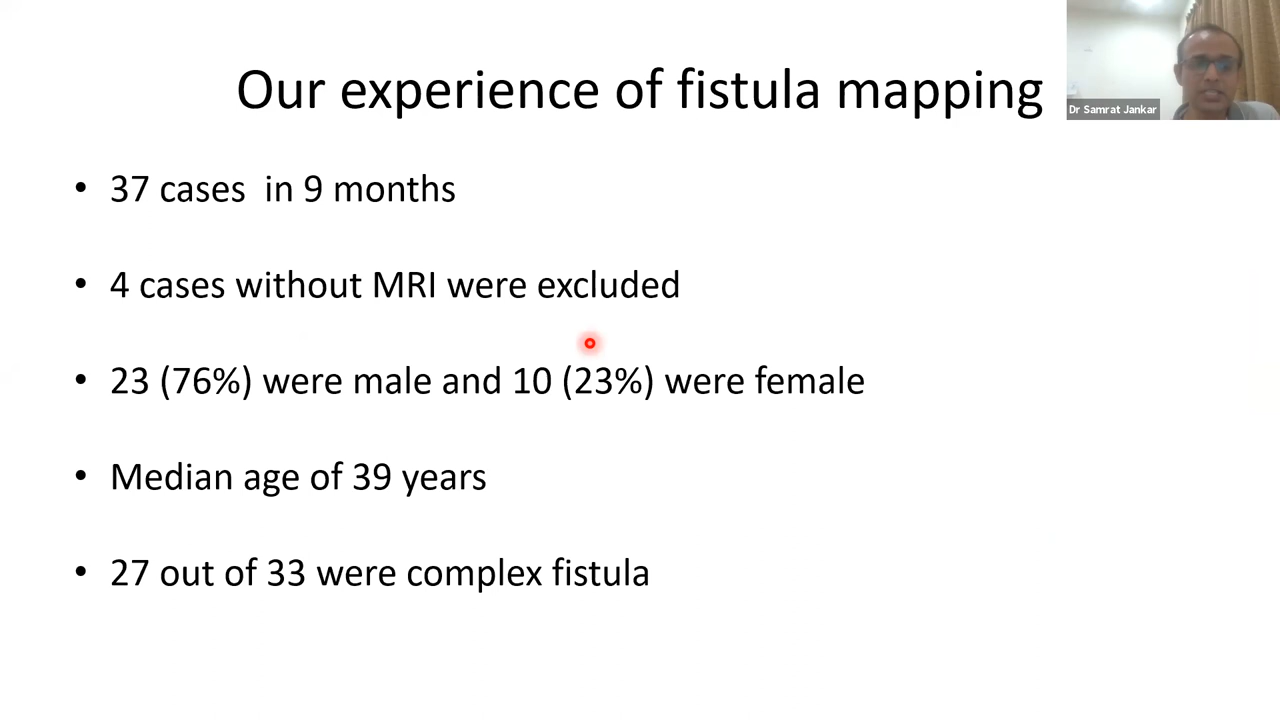 Our experience of fistula mapping
Dr Samrat Jankar
• 37 cases  in 9 months
• 4 cases without MRI were excluded
• 23 (76%) were male and 10 (23%) were female
• Median age of 39 years
• 27 out of 33 were complex fistula